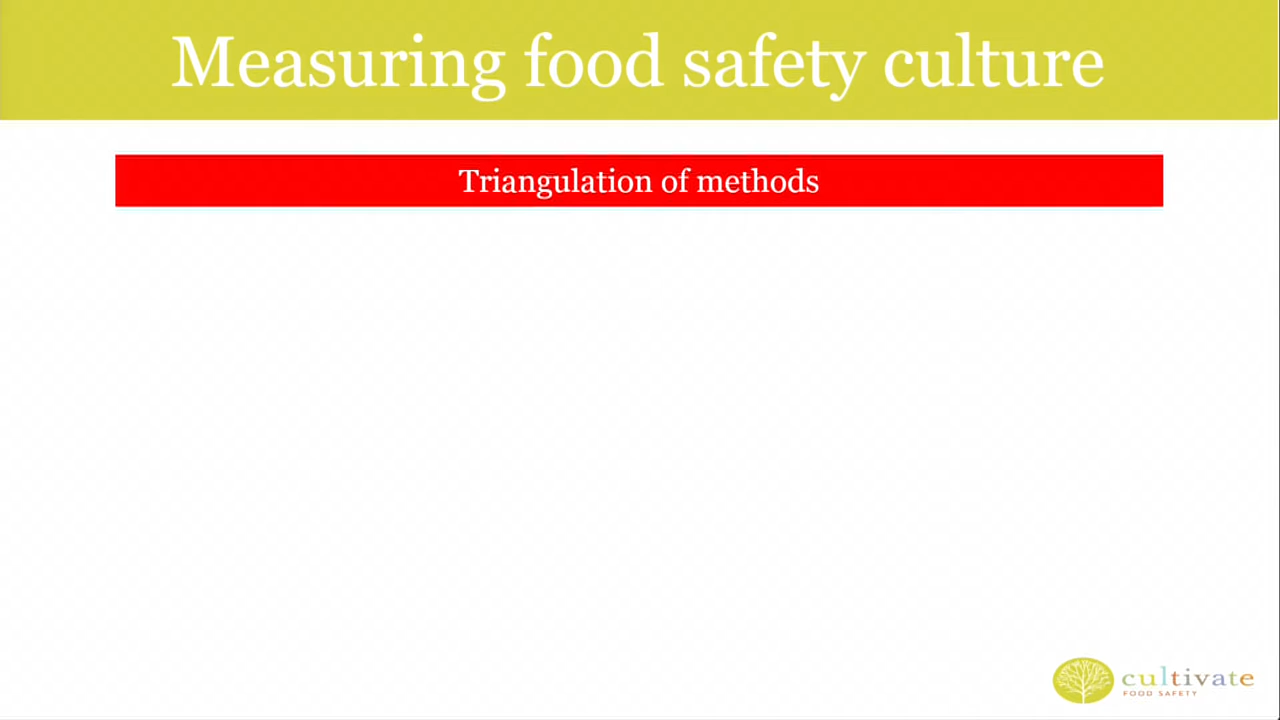 Measuring food safety culture
Triangulation of methods
cultivate
FOOD SAFETY